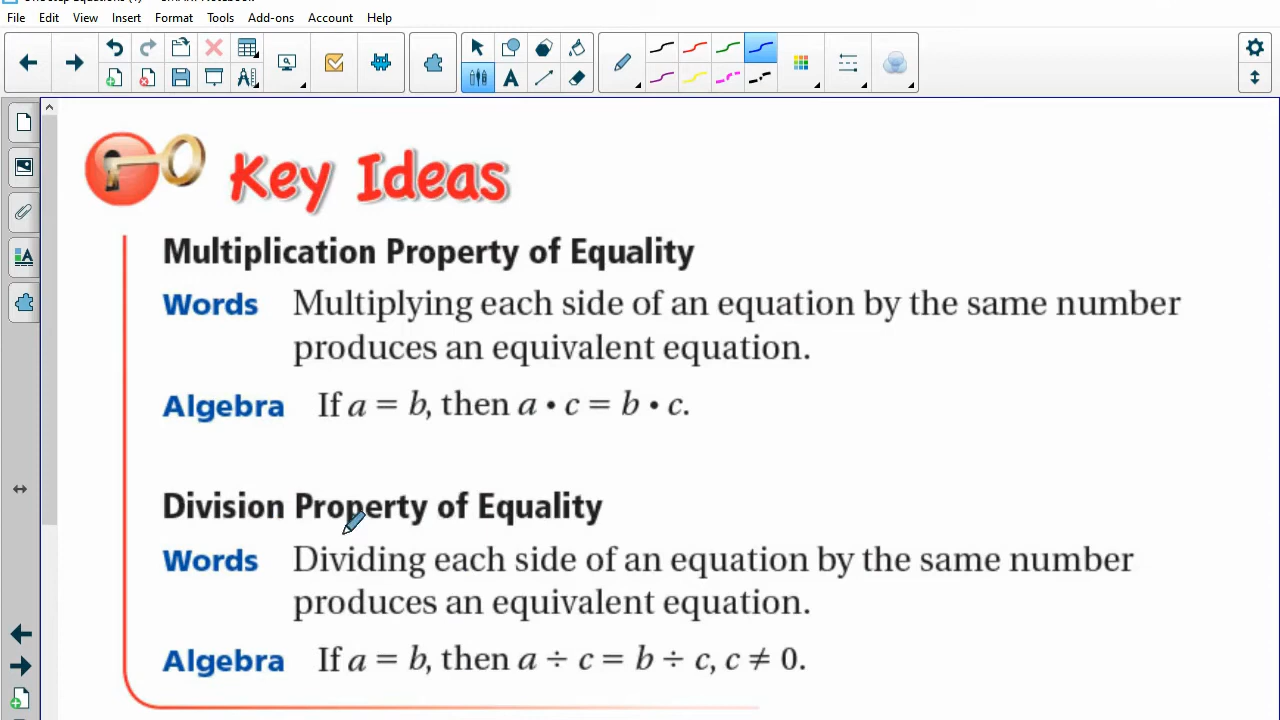 File Edit View Insert Format Tools Add-ons Account Help
Key Ideas
Multiplication Property of Equality
Words Multiplying each side of an equation by the same number
produces an equivalent equation.
Algebra If a = b, then a • c = b • c.
Division Property of Equality
Words Dividing each side of an equation by the same number
produces an equivalent equation.
Algebra If a = b, then a ÷ c = b ÷ c, c ≠ 0.